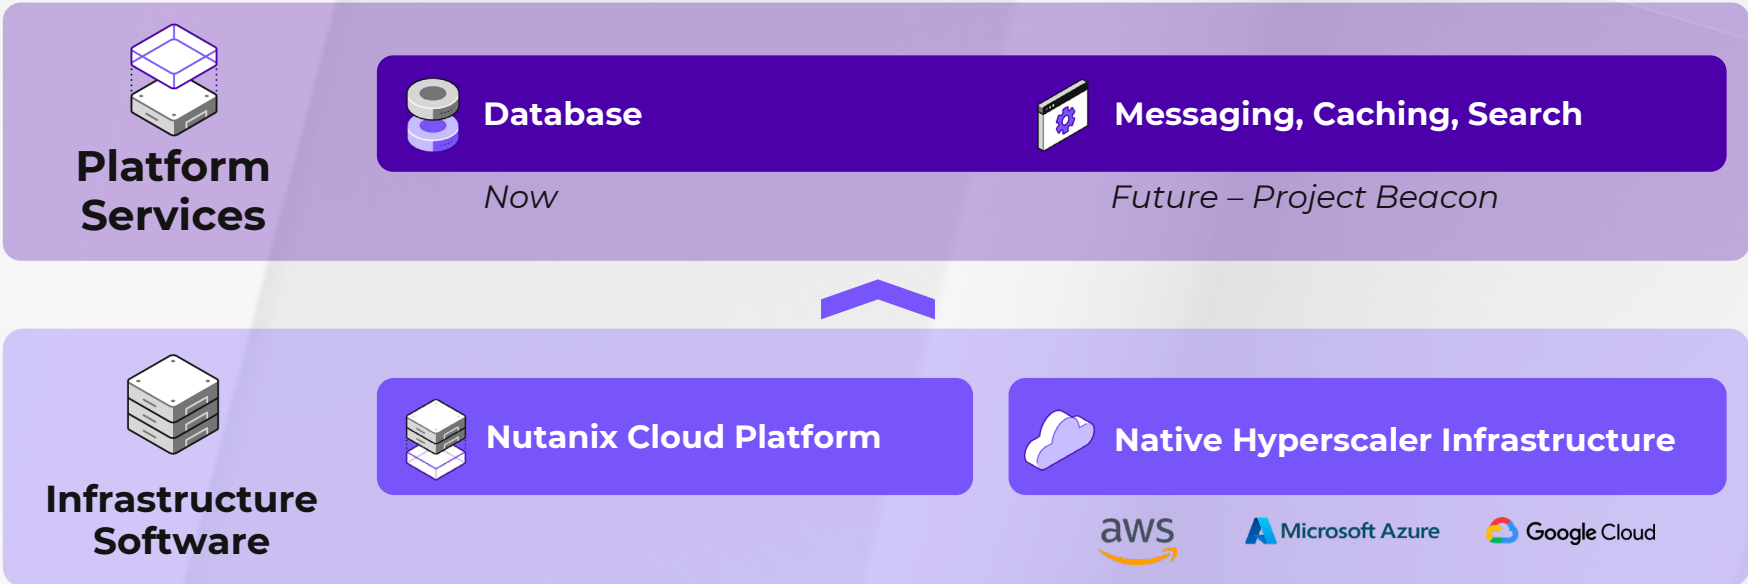 Platform
Services
Database
Messaging, Caching, Search
Now
Future – Project Beacon
Infrastructure
Software
Nutanix Cloud Platform
Native Hyperscaler Infrastructure
aws
Microsoft Azure
Google Cloud